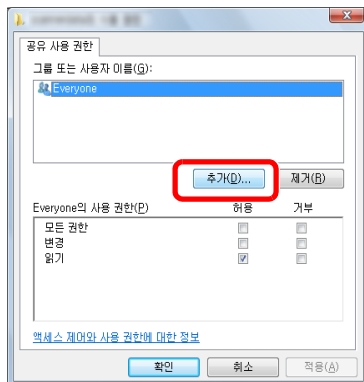 공유 사용 권한
그룹 또는 사용자 이름(G):
Everyone
추가(D)... 제거(R)
Everyone의 사용 권한(P) 허용 거부
모든 권한
변경
읽기
액세스 제어와 사용 권한에 대한 정보
확인 취소 적용(A)